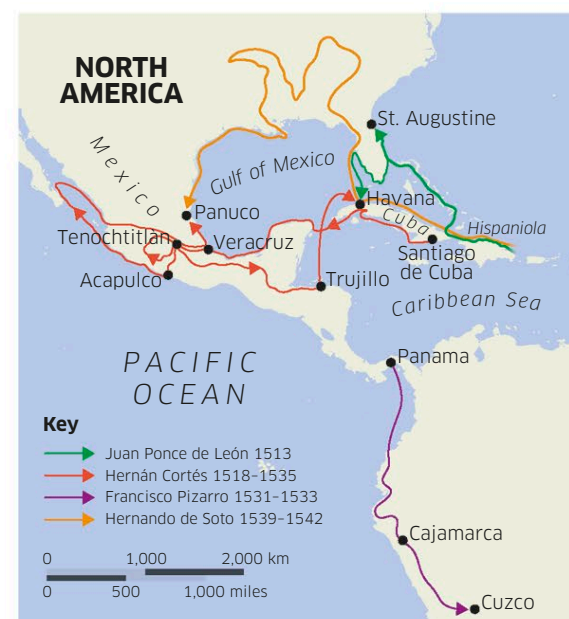 NORTH
AMERICA
St. Augustine
Mexico
Gulf of Mexico
Havana
Panuco
Cuba
Hispaniola
Tenochtitlán
Veracruz
Santiago
de Cuba
Acapulco
Trujillo
Caribbean Sea
PACIFIC
OCEAN
Panama
Key
Juan Ponce de León 1513
Hernán Cortés 1518–1535
Francisco Pizarro 1531–1533
Hernando de Soto 1539–1542
Cajamarca
0 1,000 2,000 km
0 500 1,000 miles
Cuzco